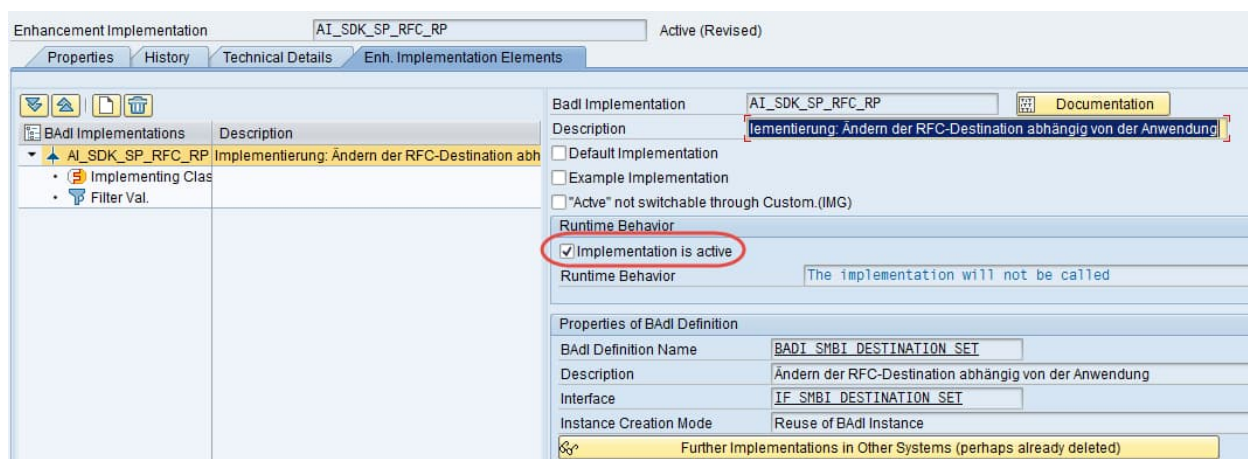 Enhancement Implementation AI_SDK_SP_RFC_RP Active (Revised)
Properties History Technical Details Enh. Implementation Elements
BAdI Implementations Description
AI_SDK_SP_RFC_RP Implementierung: Ändern der RFC-Destination abh
Implementing Clas
Filter Val.
BadI Implementation AI_SDK_SP_RFC_RP Documentation
Description lementierung: Ändern der RFC-Destination abhängig von der Anwendung
Default Implementation
Example Implementation
"Actve" not switchable through Custom.(IMG)
Runtime Behavior
Implementation is active
Runtime Behavior The implementation will not be called
Properties of BAdI Definition
BAdI Definition Name BADI_SMBI_DESTINATION_SET
Description Ändern der RFC-Destination abhängig von der Anwendung
Interface IF_SMBI_DESTINATION_SET
Instance Creation Mode Reuse of BAdI Instance
Further Implementations in Other Systems (perhaps already deleted)